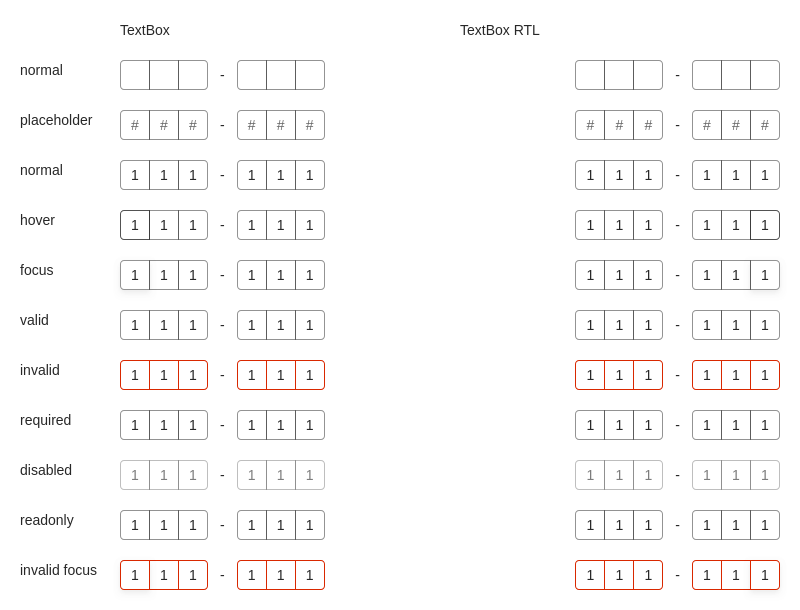 TextBox TextBox RTL
normal - -
placeholder # # # - # # # # # # - # # #
normal 1 1 1 - 1 1 1 1 1 1 - 1 1 1
hover 1 1 1 - 1 1 1 1 1 1 - 1 1 1
focus 1 1 1 - 1 1 1 1 1 1 - 1 1 1
valid 1 1 1 - 1 1 1 1 1 1 - 1 1 1
invalid 1 1 1 - 1 1 1 1 1 1 - 1 1 1
required 1 1 1 - 1 1 1 1 1 1 - 1 1 1
disabled 1 1 1 - 1 1 1 1 1 1 - 1 1 1
readonly 1 1 1 - 1 1 1 1 1 1 - 1 1 1
invalid focus 1 1 1 - 1 1 1 1 1 1 - 1 1 1